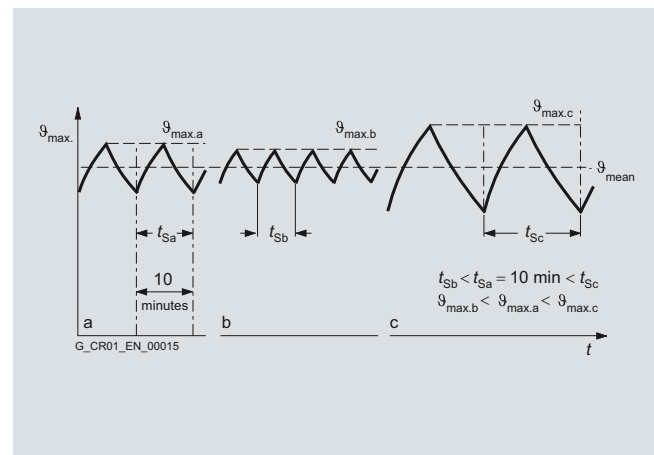 ϑmax.
ϑmax.a
ϑmax.b
ϑmax.c
ϑmean
tSa
tSb
tSc
10
minutes
tSb < tSa = 10 min < tSc
ϑmax.b < ϑmax.a < ϑmax.c
a
b
c
G_CR01_EN_00015
t